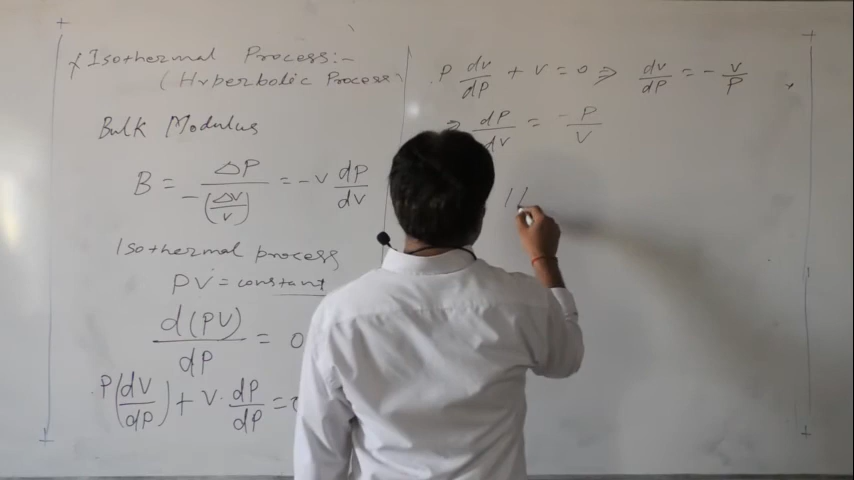 * Isothermal Process:-
(Hyperbolic Process)
Bulk Modulus
B = ΔP / -(ΔV/V) = -V dP/dV
Isothermal process
PV = constant
d(PV)/dP = 0
P(dV/dP) + V · dP/dP = 0
P dv/dP + V = 0 ⇒ dv/dP = - V/P
⇒ dP/dV = -P/V